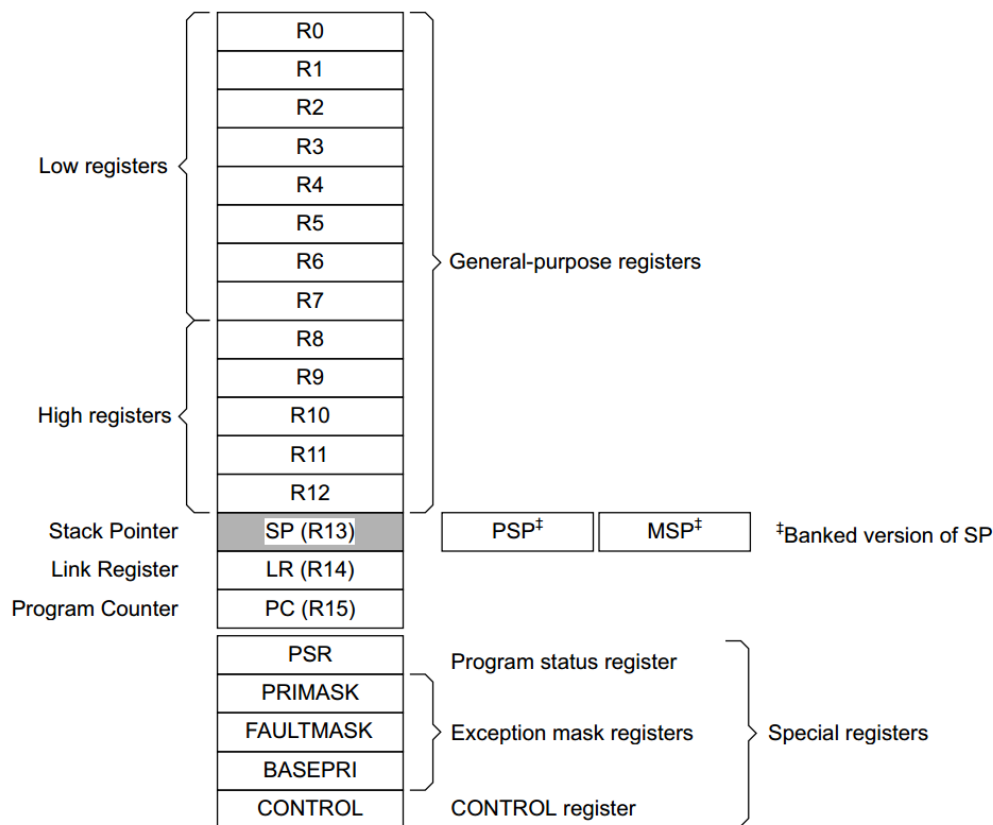 R0
R1
R2
R3
Low registers
R4
R5
R6
General-purpose registers
R7
R8
R9
High registers
R10
R11
R12
Stack Pointer SP (R13) PSP‡ MSP‡ ‡Banked version of SP
Link Register LR (R14)
Program Counter PC (R15)
PSR Program status register
PRIMASK
FAULTMASK Exception mask registers Special registers
BASEPRI
CONTROL CONTROL register